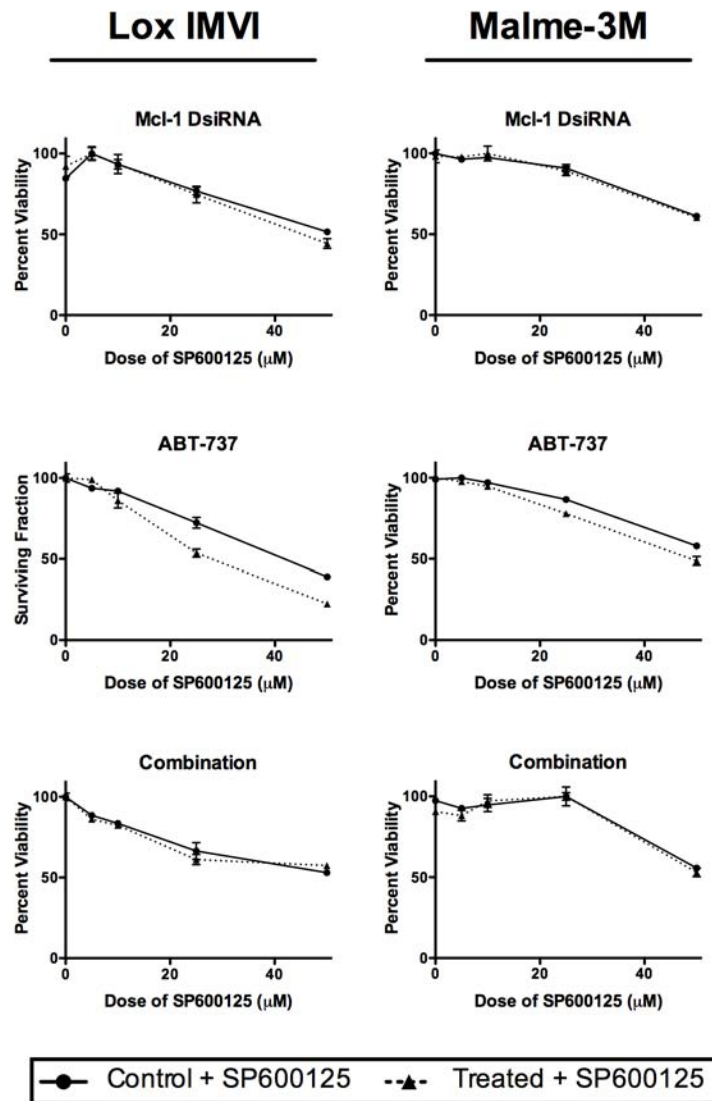 Lox IMVI
Malme-3M
Mcl-1 DsiRNA
Percent Viability
100
50
0
0 20 40
Dose of SP600125 (μM)
Mcl-1 DsiRNA
Percent Viability
100
50
0
0 20 40
Dose of SP600125 (μM)
ABT-737
Surviving Fraction
100
50
0
0 20 40
Dose of SP600125 (μM)
ABT-737
Percent Viability
100
50
0
0 20 40
Dose of SP600125 (μM)
Combination
Percent Viability
100
50
0
0 20 40
Dose of SP600125 (μM)
Combination
Percent Viability
100
50
0
0 20 40
Dose of SP600125 (μM)
Control + SP600125 Treated + SP600125